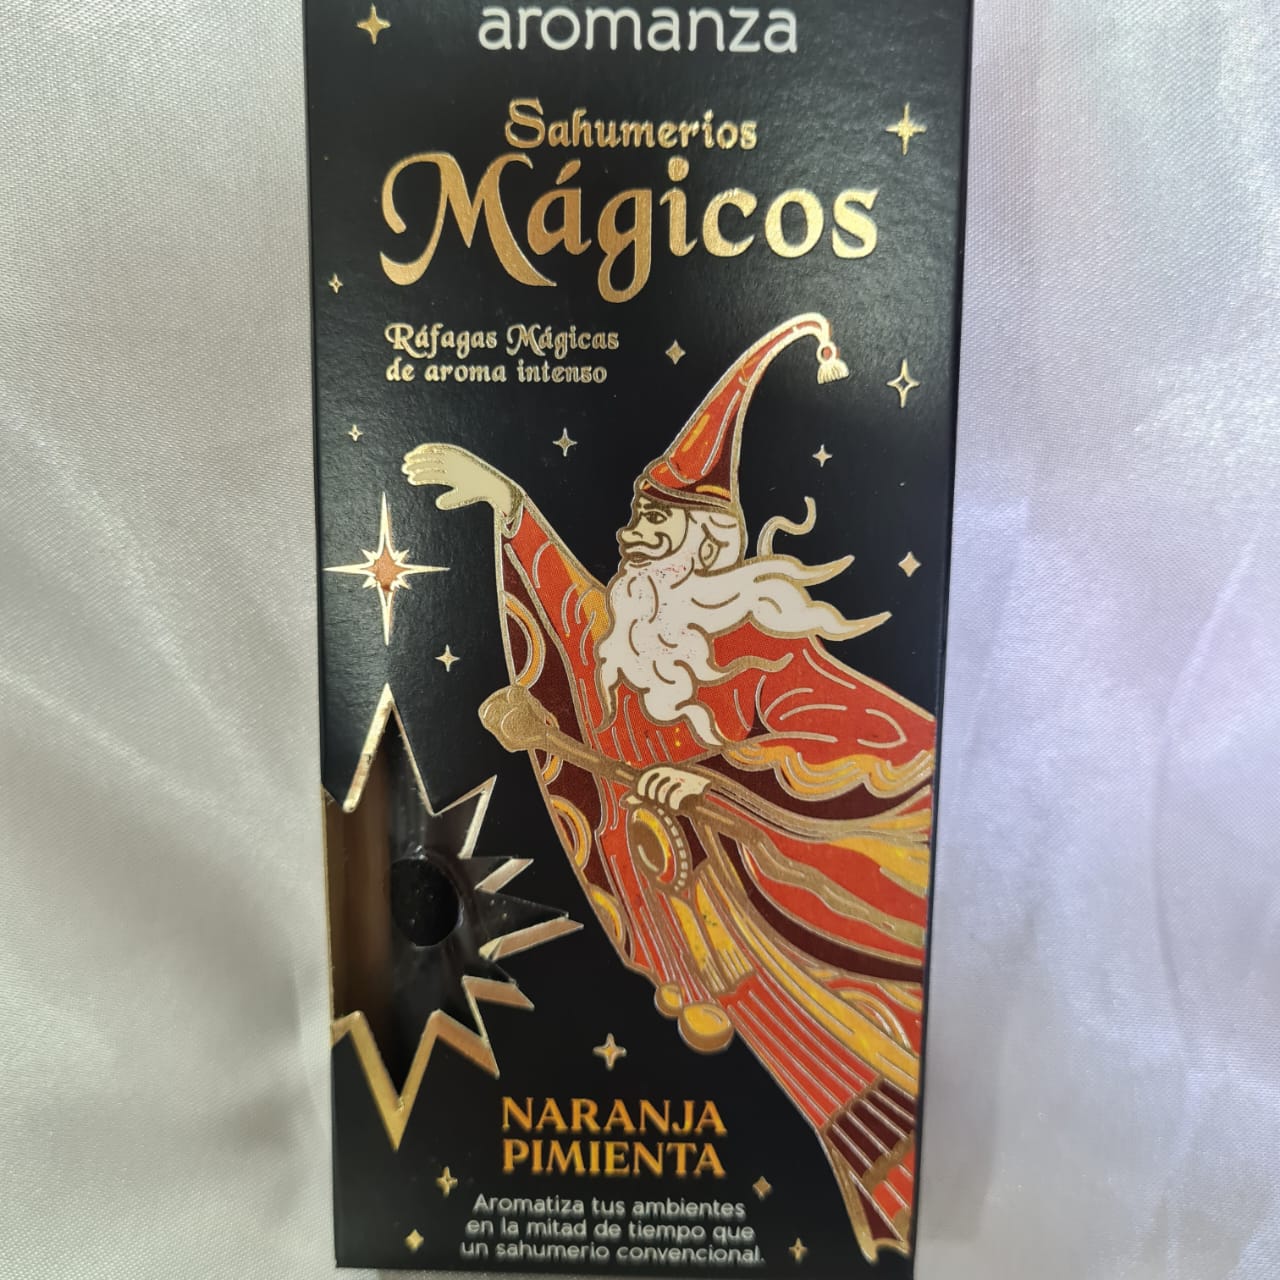 aromanza
Sahumerios
Mágicos
Ráfagas Mágicas
de aroma intenso
NARANJA
PIMIENTA
Aromatiza tus ambientes
en la mitad de tiempo que
un sahumerio convencional.